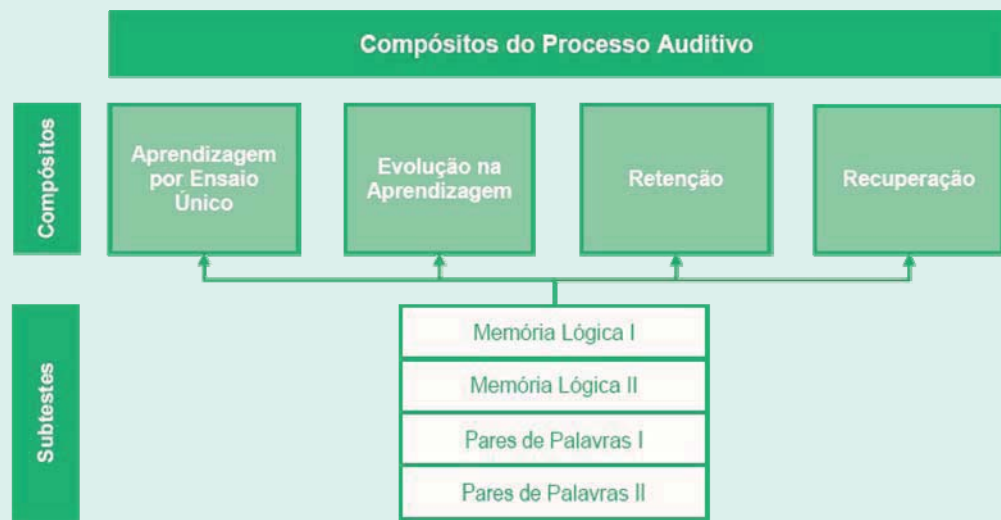 Compósitos do Processo Auditivo
Compósitos
Aprendizagem
por Ensaio
Único
Evolução na
Aprendizagem
Retenção
Recuperação
Subtestes
Memória Lógica I
Memória Lógica II
Pares de Palavras I
Pares de Palavras II